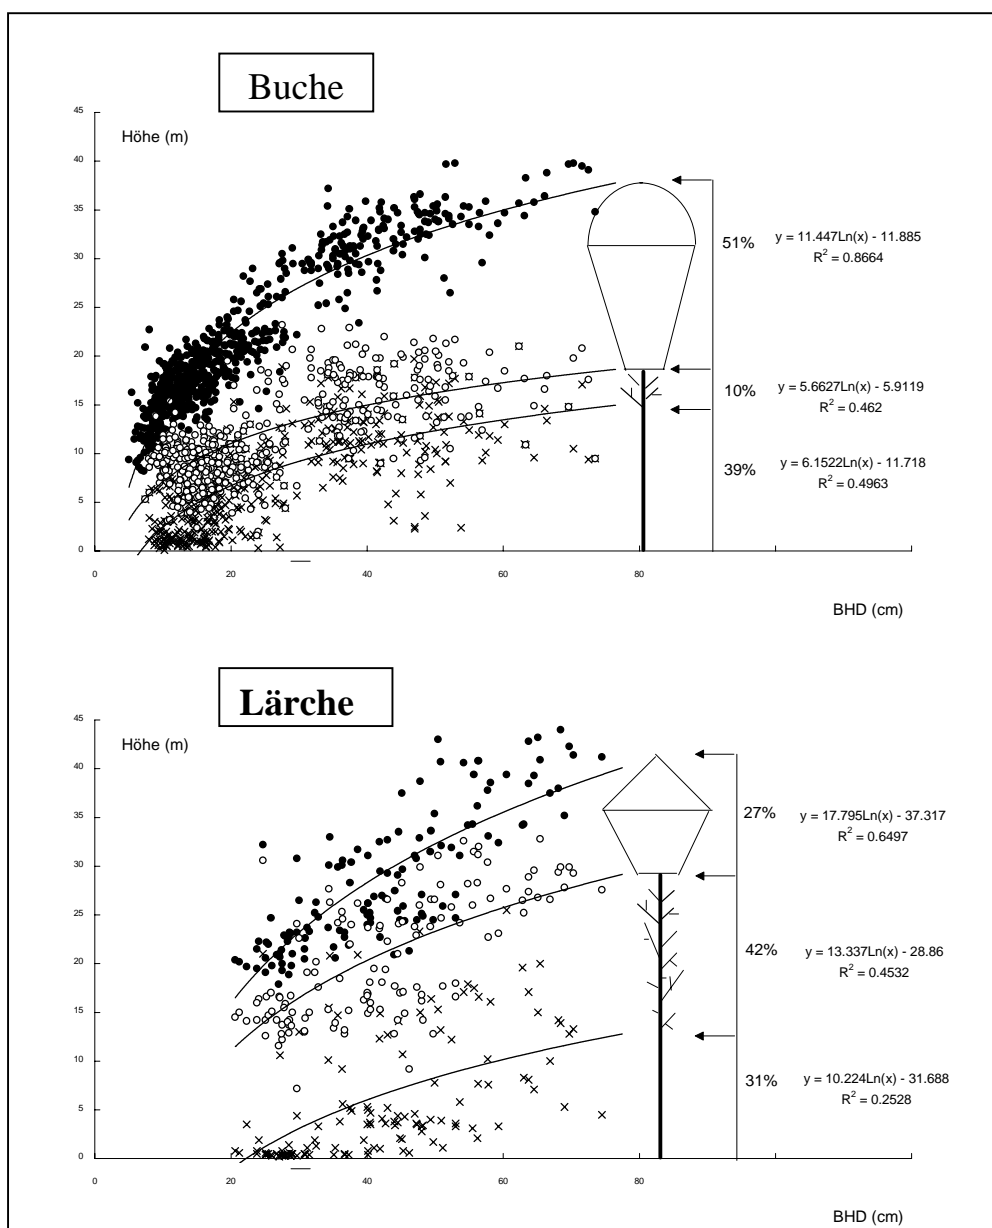 Buche
45
Höhe (m)
40
35
30
25
20
15
10
5
0
0
20
40
60
80
BHD (cm)
51%
y = 11.447Ln(x) - 11.885
R² = 0.8664
10%
y = 5.6627Ln(x) - 5.9119
R² = 0.462
39%
y = 6.1522Ln(x) - 11.718
R² = 0.4963
Lärche
45
Höhe (m)
40
35
30
25
20
15
10
5
0
0
20
40
60
80
BHD (cm)
27%
y = 17.795Ln(x) - 37.317
R² = 0.6497
42%
y = 13.337Ln(x) - 28.86
R² = 0.4532
31%
y = 10.224Ln(x) - 31.688
R² = 0.2528